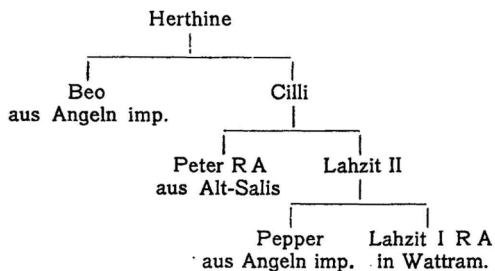 Herthine
Beo Cilli
aus Angeln imp.
Peter R A Lahzit II
aus Alt-Salis
Pepper Lahzit I R A
aus Angeln imp. in Wattram.